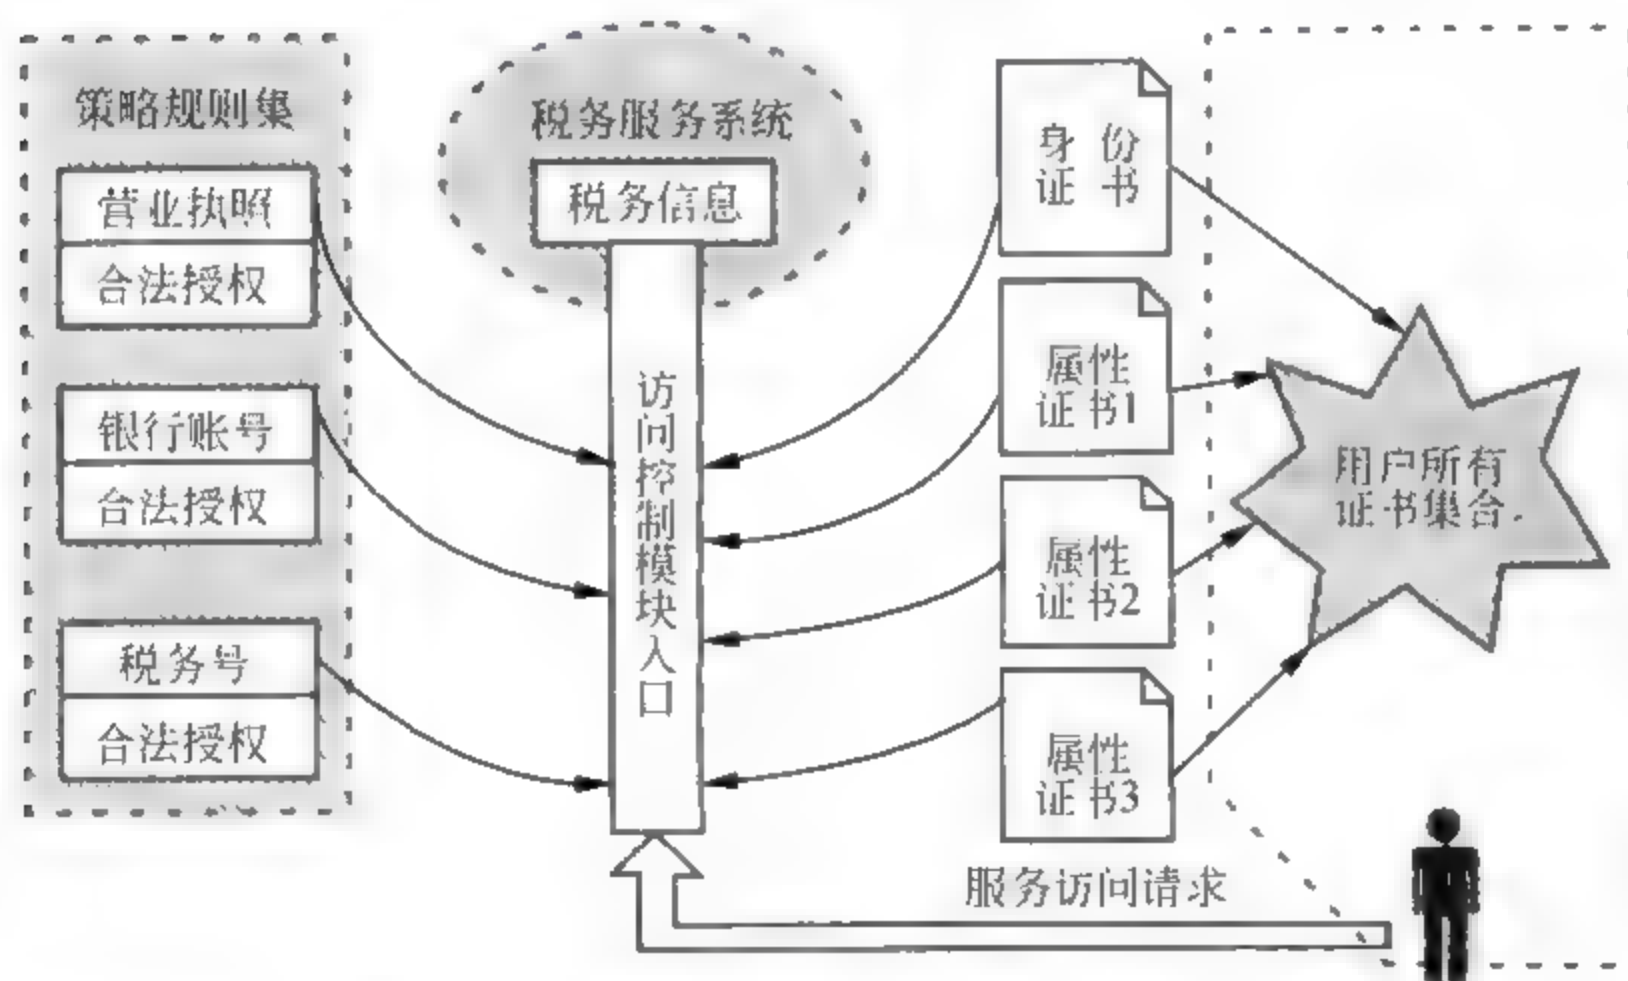 策略规则集
营业执照
合法授权
银行账号
合法授权
税务号
合法授权
税务服务系统
税务信息
访问控制模块入口
身份
证书
属性
证书1
属性
证书2
属性
证书3
用户所有
证书集合
服务访问请求